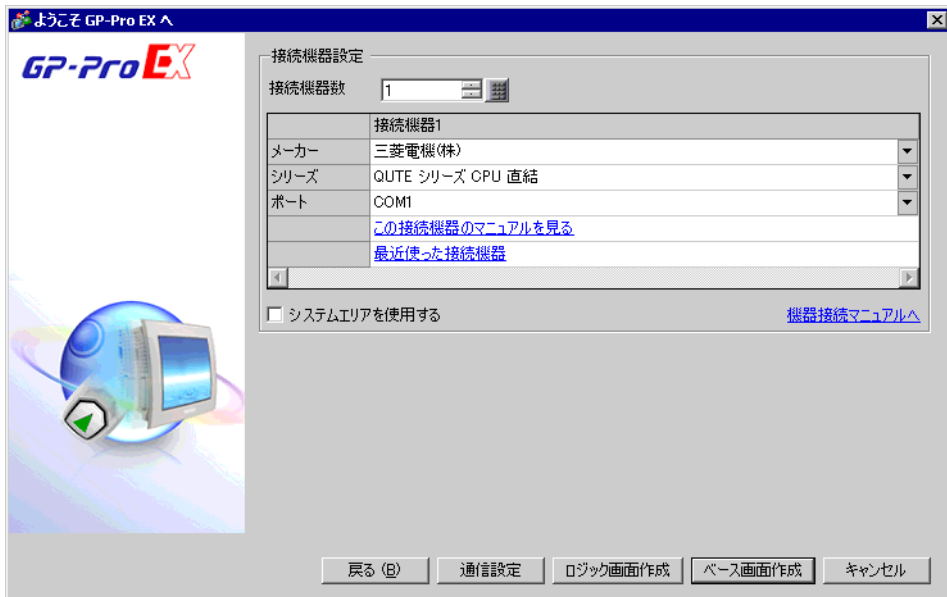 ようこそ GP-Pro EX へ
GP-Pro EX
接続機器設定
接続機器数 1
接続機器1
メーカー 三菱電機(株)
シリーズ QUTE シリーズ CPU 直結
ポート COM1
この接続機器のマニュアルを見る
最近使った接続機器
システムエリアを使用する 機器接続マニュアルへ
戻る (B) 通信設定 ロジック画面作成 ベース画面作成 キャンセル